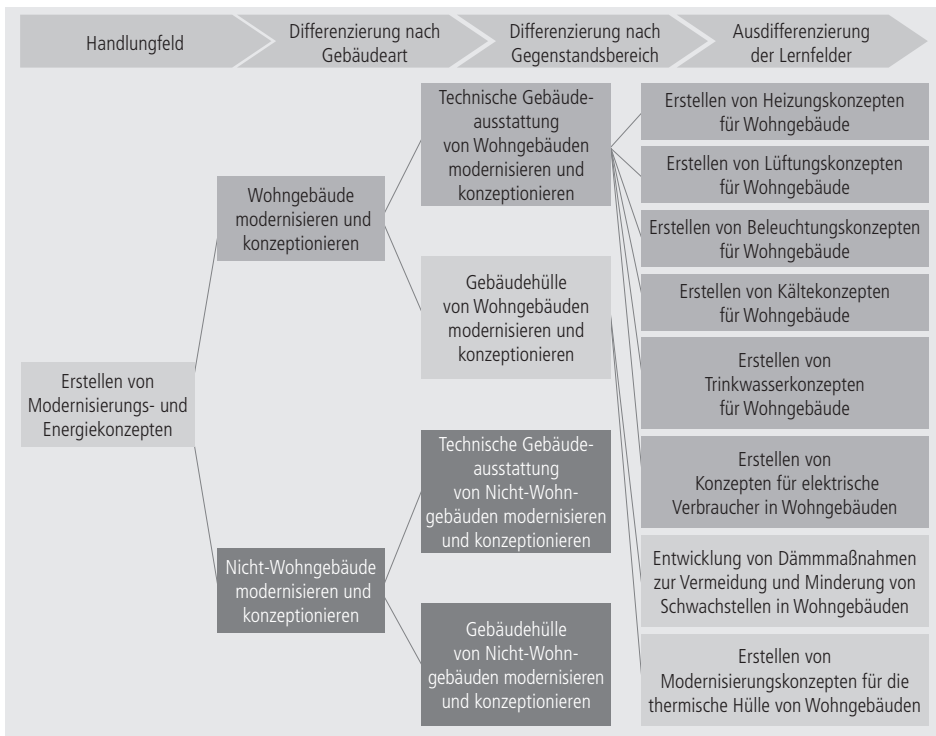 Handlungfeld
Differenzierung nach
Gebäudeart
Differenzierung nach
Gegenstandsbereich
Ausdifferenzierung
der Lernfelder
Erstellen von
Modernisierungs- und
Energiekonzepten
Wohngebäude
modernisieren und
konzeptionieren
Nicht-Wohngebäude
modernisieren und
konzeptionieren
Technische Gebäude-
ausstattung
von Wohngebäuden
modernisieren und
konzeptionieren
Gebäudehülle
von Wohngebäuden
modernisieren und
konzeptionieren
Technische Gebäude-
ausstattung
von Nicht-Wohn-
gebäuden modernisieren
und konzeptionieren
Gebäudehülle
von Nicht-Wohn-
gebäuden modernisieren
und konzeptionieren
Erstellen von Heizungskonzepten
für Wohngebäude
Erstellen von Lüftungskonzepten
für Wohngebäude
Erstellen von Beleuchtungskonzepten
für Wohngebäude
Erstellen von Kältekonzepten
für Wohngebäude
Erstellen von
Trinkwasserkonzepten
für Wohngebäude
Erstellen von
Konzepten für elektrische
Verbraucher in Wohngebäuden
Entwicklung von Dämmmaßnahmen
zur Vermeidung und Minderung von
Schwachstellen in Wohngebäuden
Erstellen von
Modernisierungskonzepten für die
thermische Hülle von Wohngebäuden